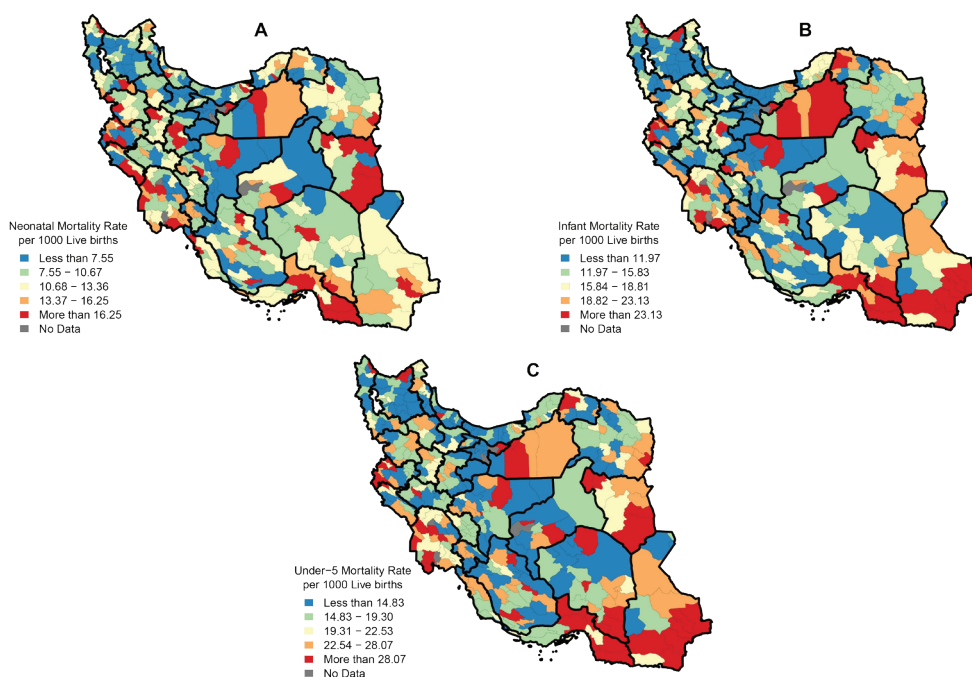 A
Neonatal Mortality Rate
per 1000 Live births
Less than 7.55
7.55 − 10.67
10.68 − 13.36
13.37 − 16.25
More than 16.25
No Data
B
Infant Mortality Rate
per 1000 Live births
Less than 11.97
11.97 − 15.83
15.84 − 18.81
18.82 − 23.13
More than 23.13
No Data
C
Under−5 Mortality Rate
per 1000 Live births
Less than 14.83
14.83 − 19.30
19.31 − 22.53
22.54 − 28.07
More than 28.07
No Data